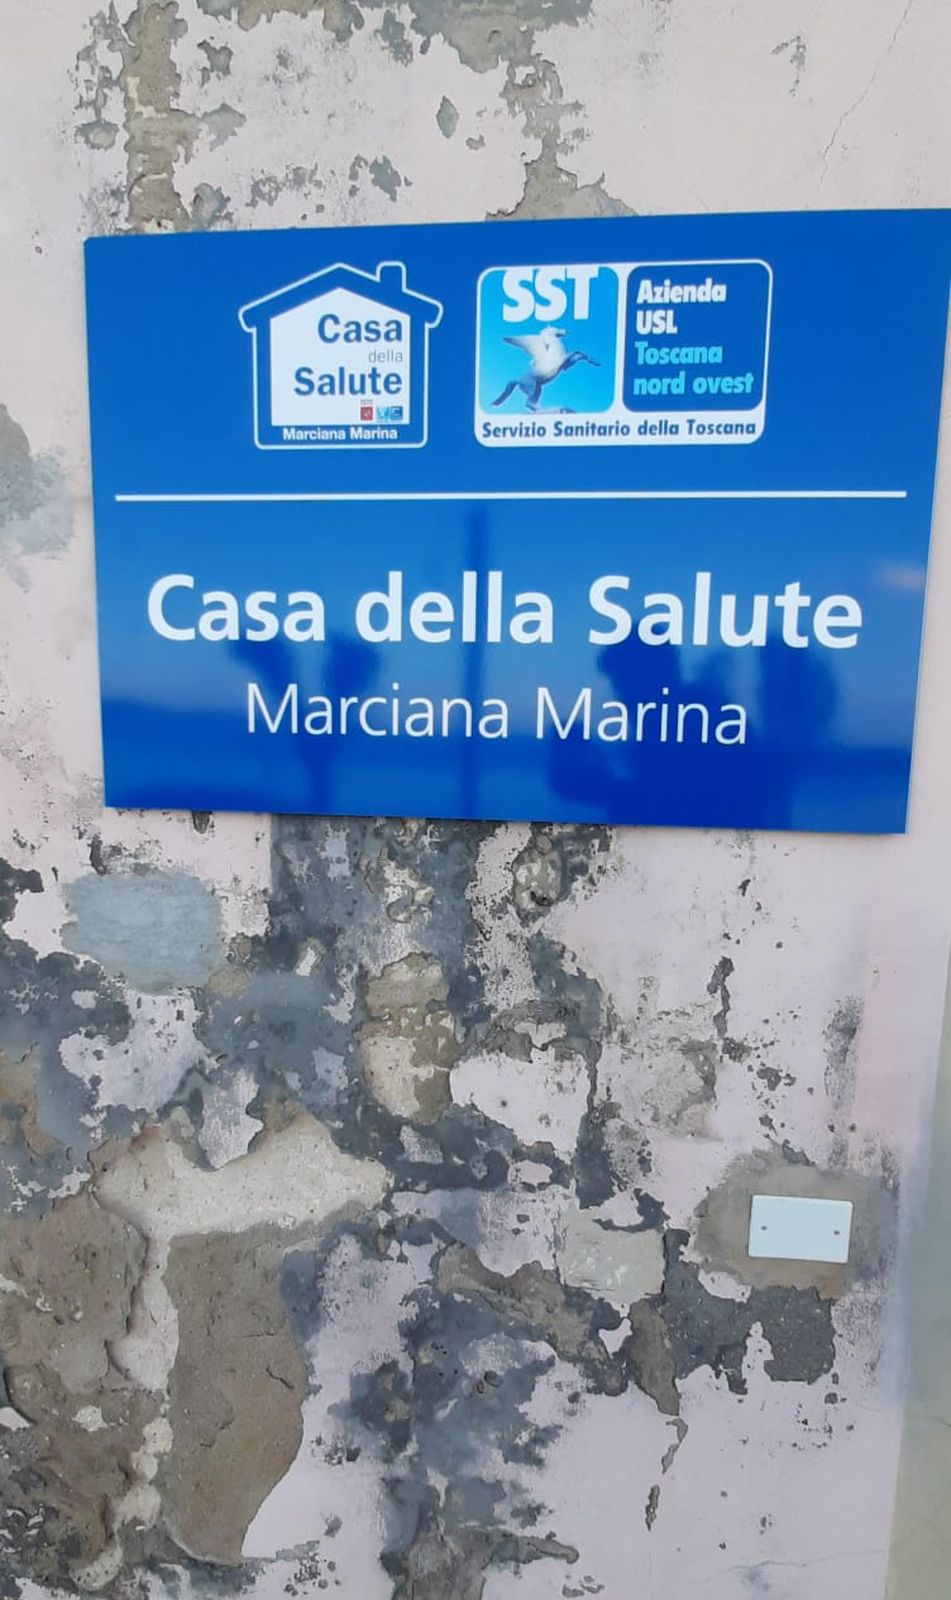 Casa
della
Salute
Marciana Marina
SST
Azienda
USL
Toscana
nord ovest
Servizio Sanitario della Toscana
Casa della Salute
Marciana Marina